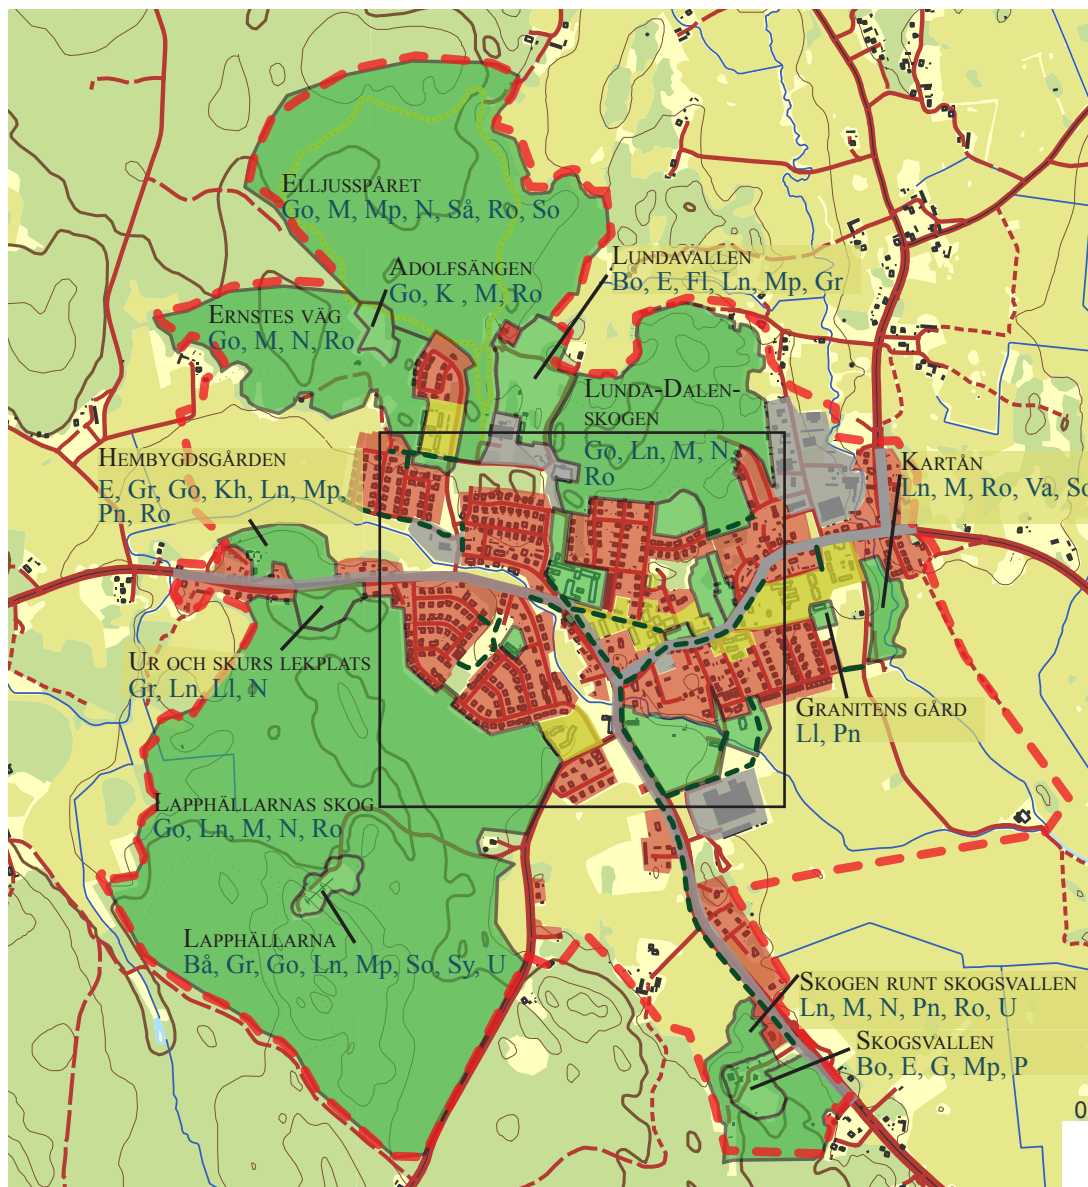 Elljusspåret
Go, M, Mp, N, Så, Ro, So
Adolfsängen
Go, K , M, Ro
Lundavallen
Bo, E, Fl, Ln, Mp, Gr
Ernstes väg
Go, M, N, Ro
Lunda-Dalen-
skogen
Go, Ln, M, N
Ro
Hembygdsgården
E, Gr, Go, Kh, Ln, Mp,
Pn, Ro
Kartån
Ln, M, Ro, Va, So
Ur och skurs lekplats
Gr, Ln, Ll, N
Granitens gård
Ll, Pn
Lapphällarnas skog
Go, Ln, M, N, Ro
Lapphällarna
Bå, Gr, Go, Ln, Mp, So, Sy, U
Skogen runt skogsvallen
Ln, M, N, Pn, Ro, U
Skogsvallen
Bo, E, G, Mp, P
0